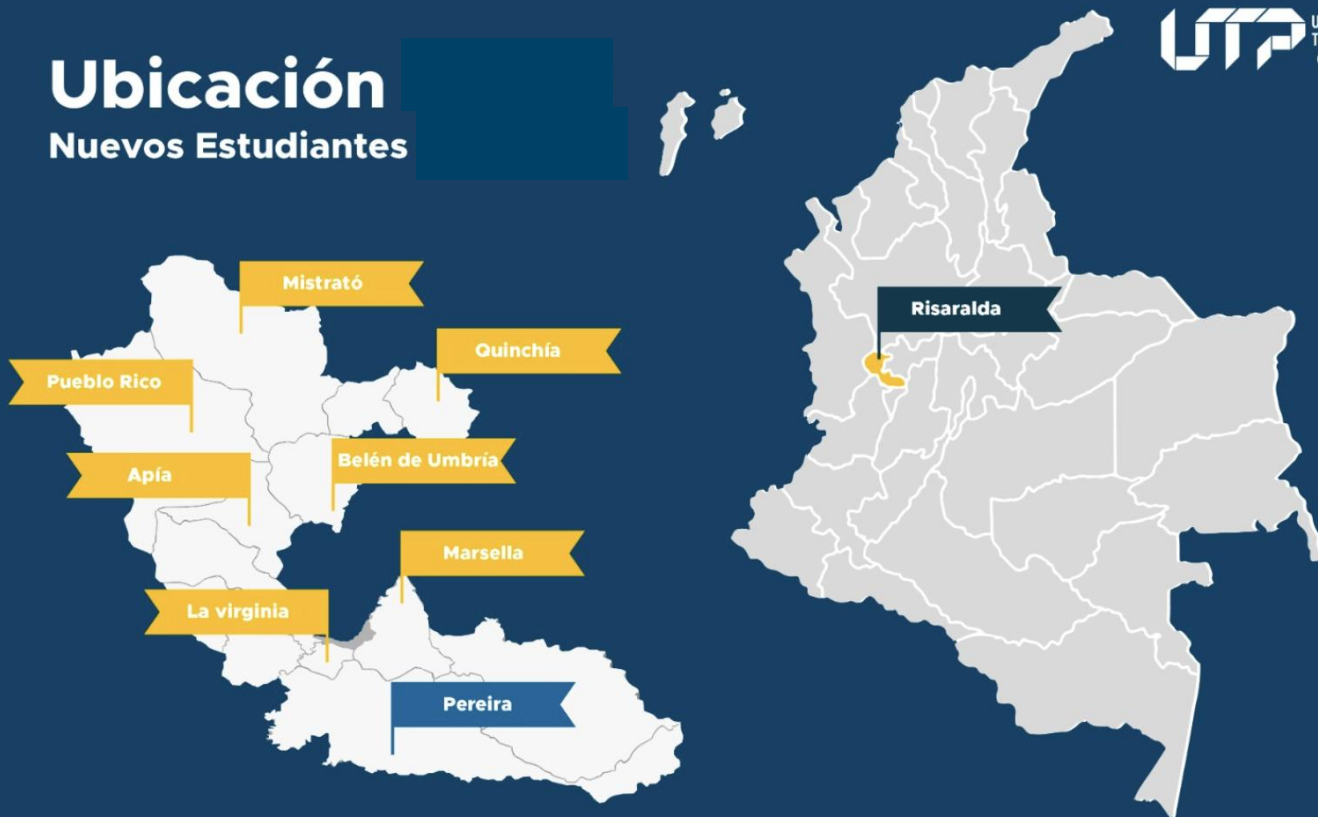 Ubicación
Nuevos Estudiantes
UTP
Mistrató
Quinchía
Pueblo Rico
Belén de Umbría
Apía
Marsella
La virginia
Pereira
Risaralda